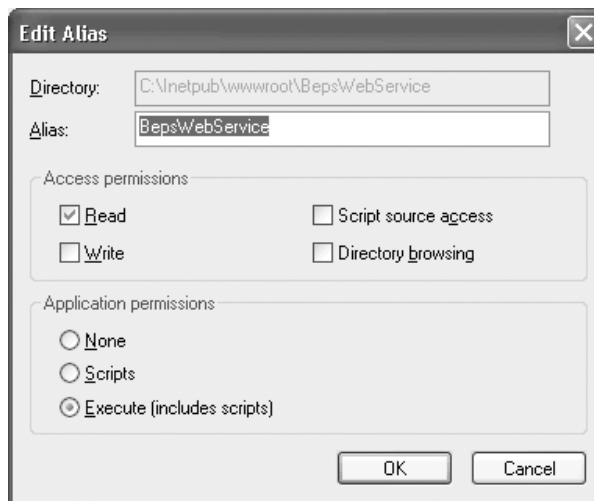 Edit Alias
Directory: C:\Inetpub\wwwroot\BepsWebService
Alias: BepsWebService
Access permissions
Read Script source access
Write Directory browsing
Application permissions
None
Scripts
Execute (includes scripts)
OK Cancel